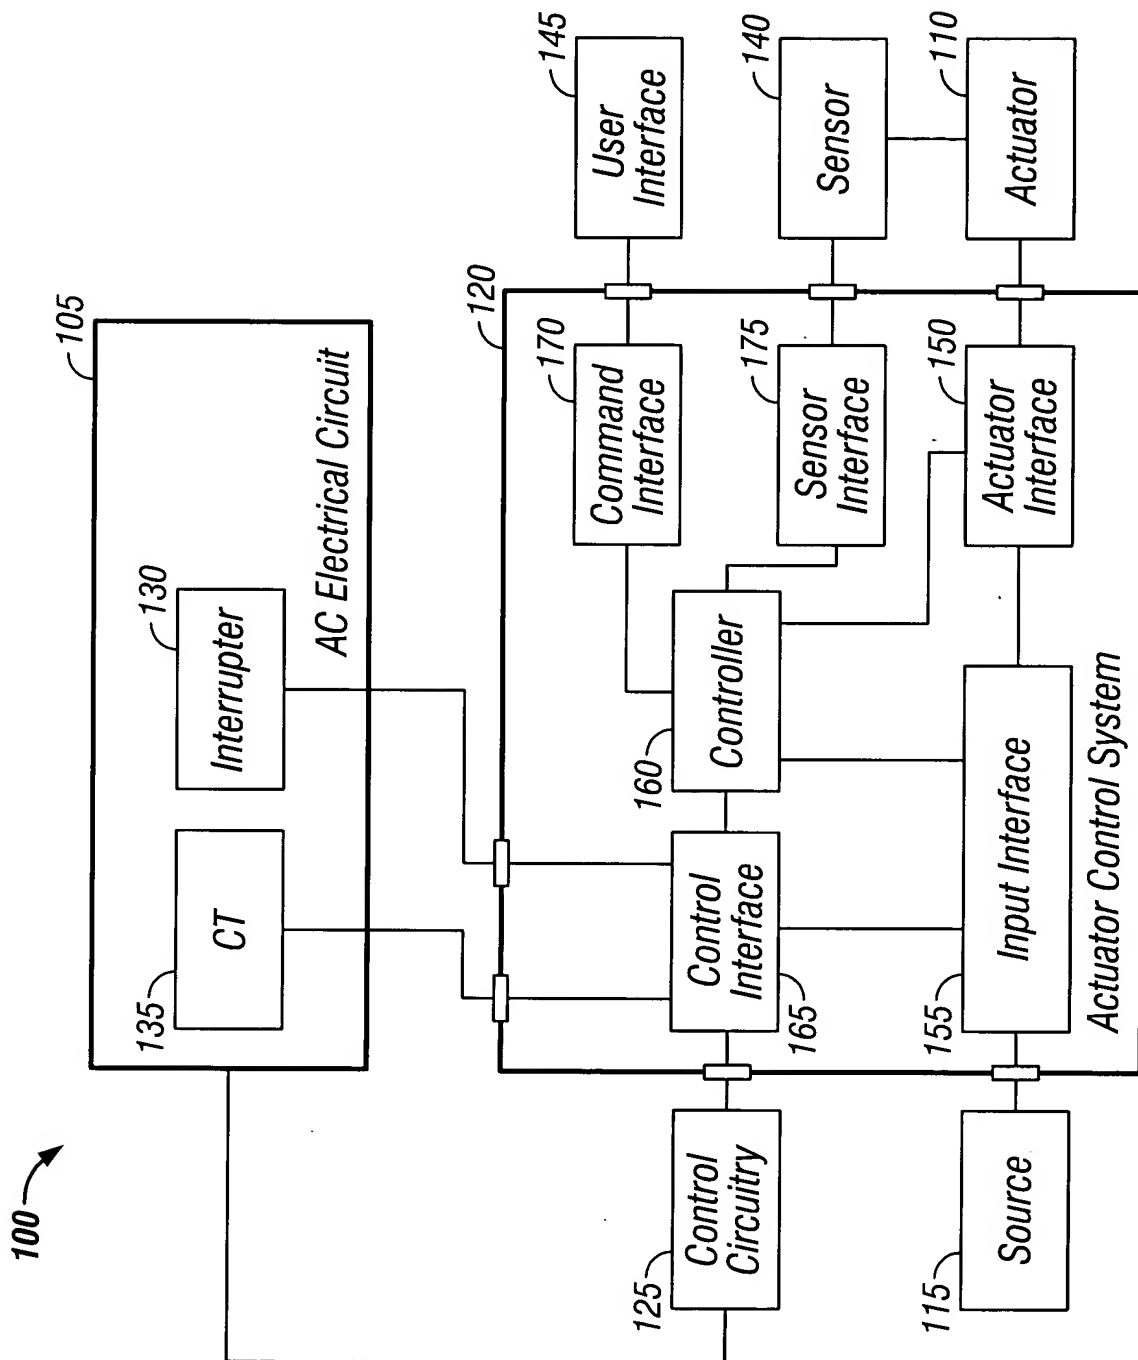 100
105
AC Electrical Circuit
135
CT
130
Interrupter
120
125
Control
Circuitry
165
Control
Interface
160
Controller
170
Command
Interface
145
User
Interface
175
Sensor
Interface
140
Sensor
115
Source
155
Input Interface
150
Actuator
Interface
110
Actuator
Actuator Control System